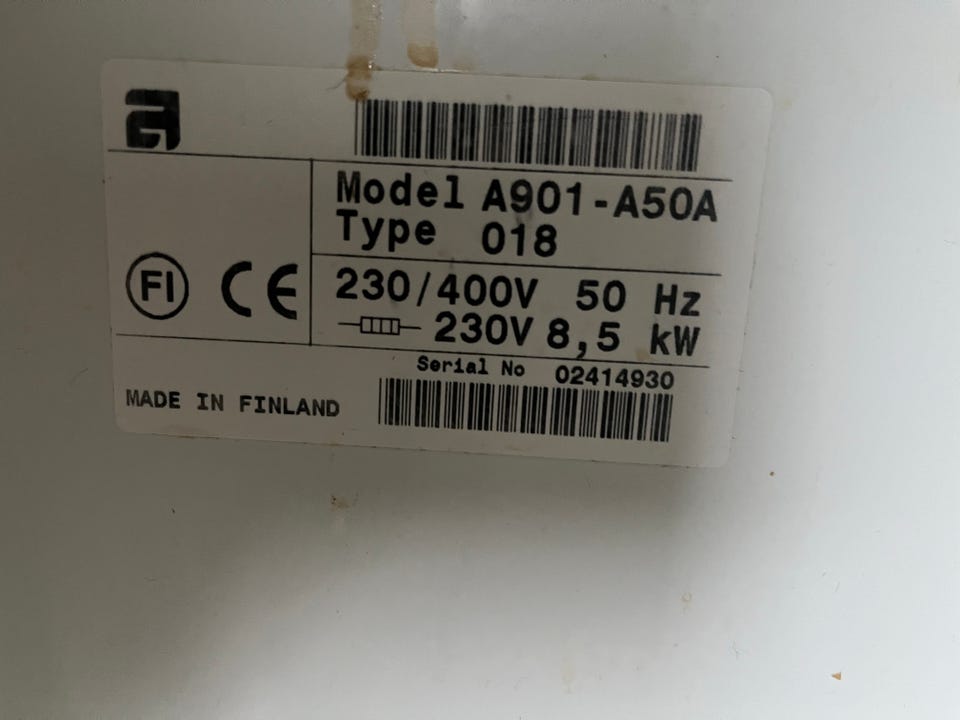 a
Model A901-A50A
Type 018
FI CE
230/400V 50 Hz
230V 8,5 kW
Serial No 02414930
MADE IN FINLAND